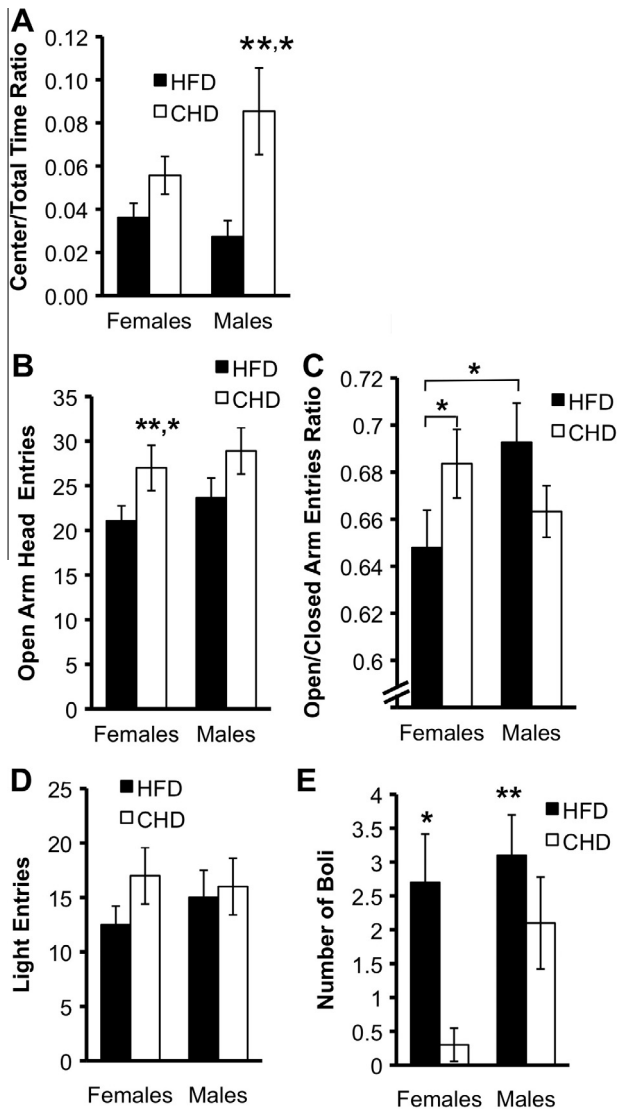 A
Center/Total Time Ratio
0.12
0.10
0.08
0.06
0.04
0.02
0.00
**,*
HFD
CHD
Females Males
B
Open Arm Head Entries
35
30
25
20
15
10
5
0
HFD
CHD
**,*
Females Males
C
Open/Closed Arm Entries Ratio
0.72
0.7
0.68
0.66
0.64
0.62
0.6
*
*
HFD
CHD
Females Males
D
Light Entries
25
20
15
10
5
0
HFD
CHD
Females Males
E
Number of Boli
4
3.5
3
2.5
2
1.5
1
0.5
0
*
**
HFD
CHD
Females Males